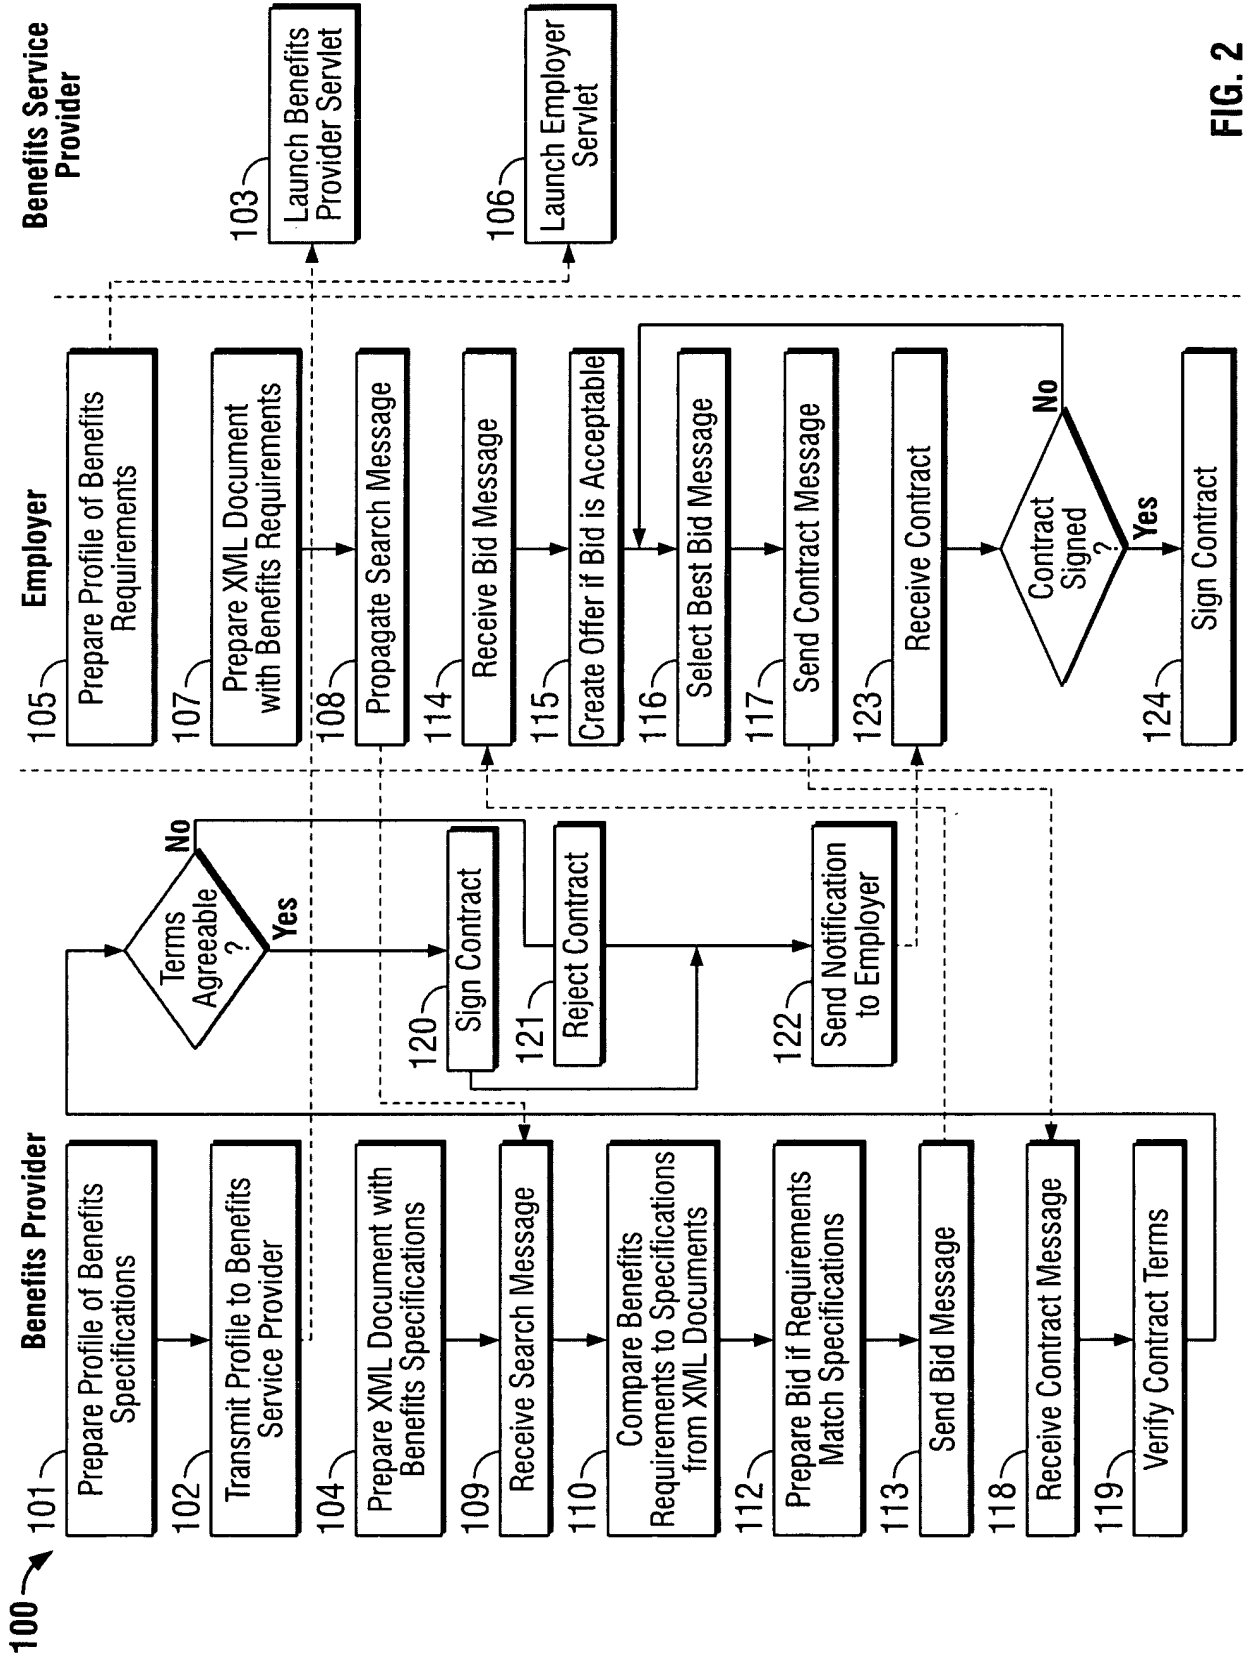 100
Benefits Provider
101
Prepare Profile of Benefits
Specifications
102
Transmit Profile to Benefits
Service Provider
104
Prepare XML Document with
Benefits Specifications
109
Receive Search Message
110
Compare Benefits
Requirements to Specifications
from XML Documents
112
Prepare Bid if Requirements
Match Specifications
113
Send Bid Message
118
Receive Contract Message
119
Verify Contract Terms
Terms
Agreeable
?
No
Yes
120
Sign Contract
121
Reject Contract
122
Send Notification
to Employer
Employer
105
Prepare Profile of Benefits
Requirements
107
Prepare XML Document
with Benefits Requirements
108
Propagate Search Message
114
Receive Bid Message
115
Create Offer if Bid is Acceptable
116
Select Best Bid Message
117
Send Contract Message
123
Receive Contract
Contract
Signed
?
No
Yes
124
Sign Contract
Benefits Service
Provider
103
Launch Benefits
Provider Servlet
106
Launch Employer
Servlet
FIG. 2